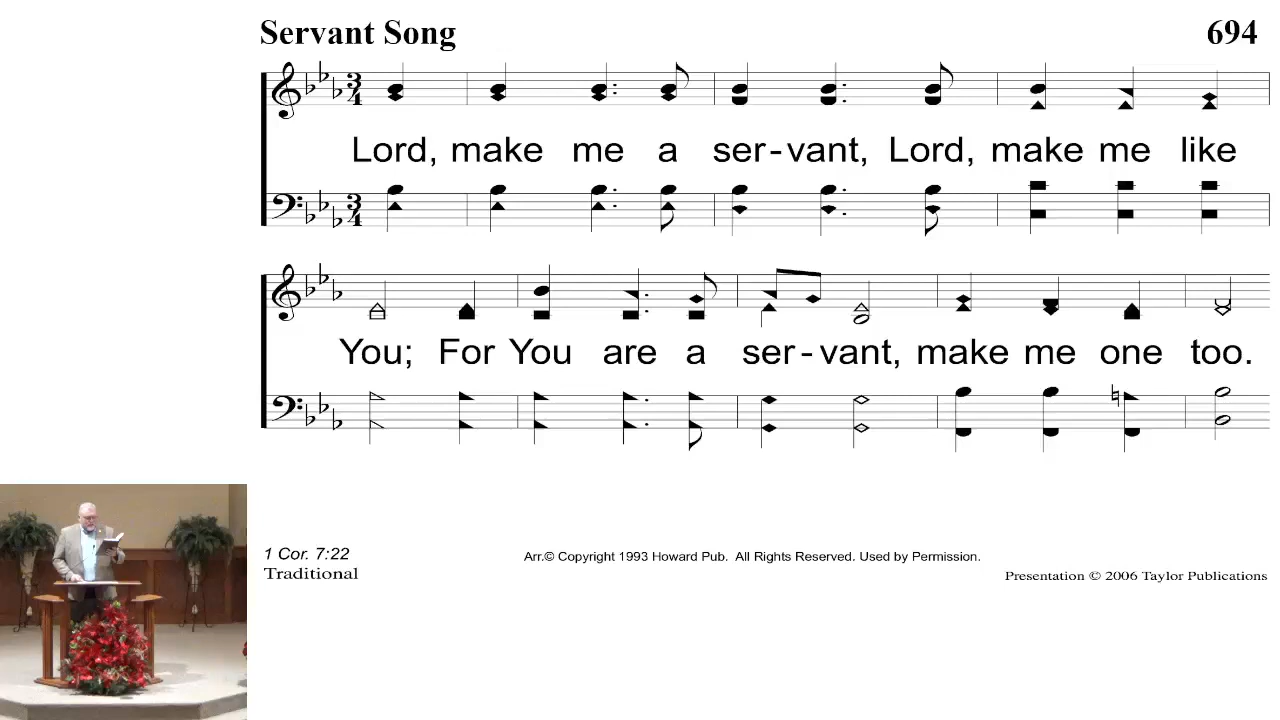 Servant Song 694
Lord, make me a ser-vant, Lord, make me like
You; For You are a ser-vant, make me one too.
1 Cor. 7:22
Traditional
Arr.© Copyright 1993 Howard Pub. All Rights Reserved. Used by Permission.
Presentation © 2006 Taylor Publications